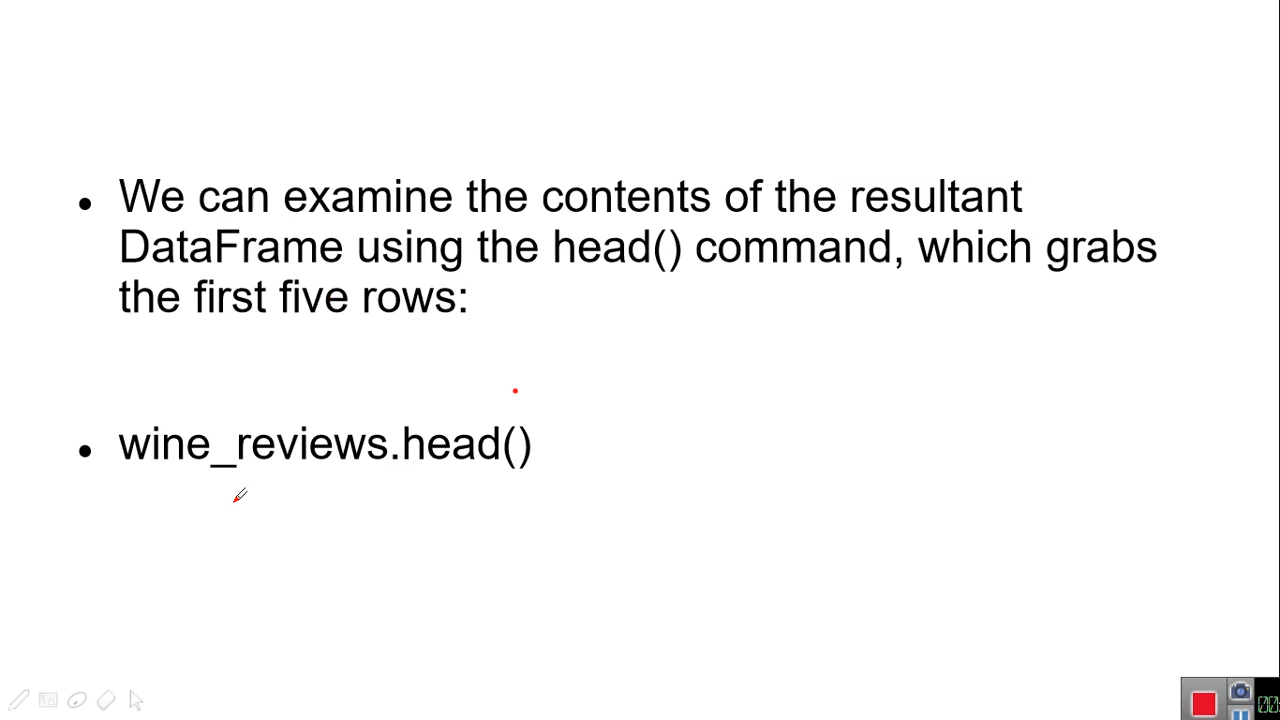 We can examine the contents of the resultant
DataFrame using the head() command, which grabs
the first five rows:
wine_reviews.head()